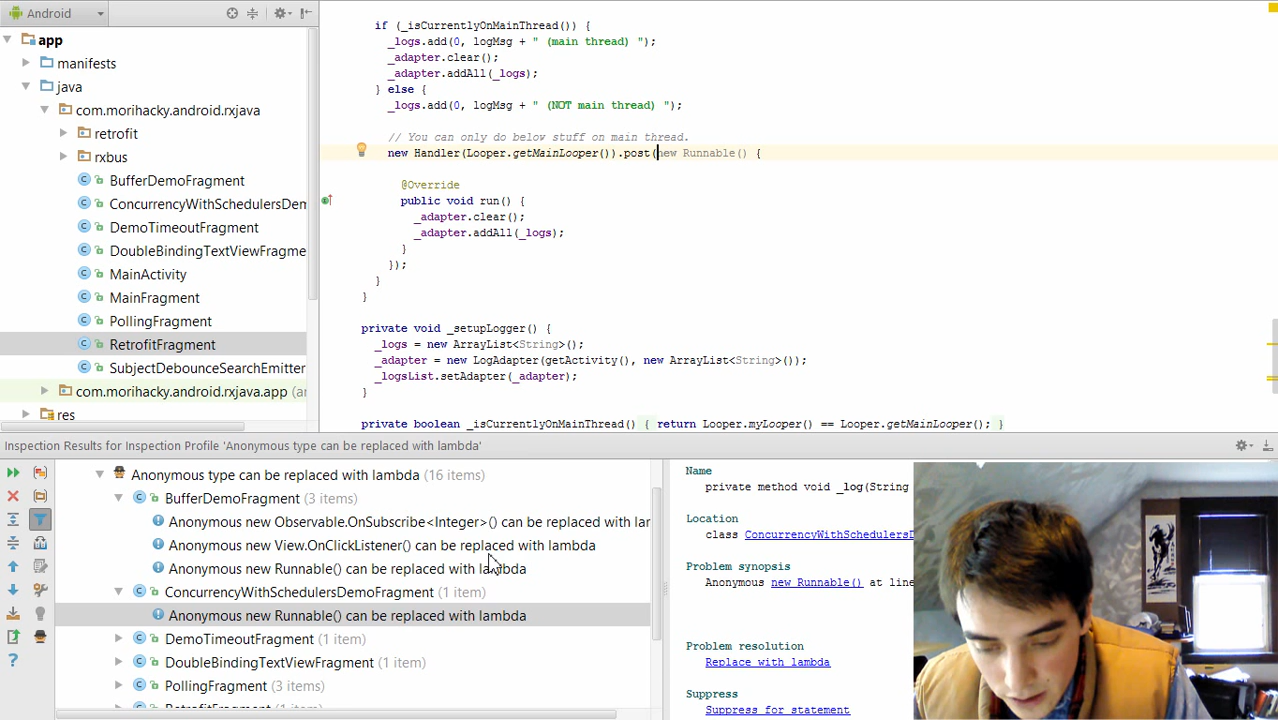 Android
app
manifests
java
com.morihacky.android.rxjava
retrofit
rxbus
BufferDemoFragment
ConcurrencyWithSchedulersDem
DemoTimeoutFragment
DoubleBindingTextViewFragme
MainActivity
MainFragment
PollingFragment
RetrofitFragment
SubjectDebounceSearchEmitter
com.morihacky.android.rxjava.app (ar
res
if (_isCurrentlyOnMainThread()) {
_logs.add(0, logMsg + " (main thread) ");
_adapter.clear();
_adapter.addAll(_logs);
} else {
_logs.add(0, logMsg + " (NOT main thread) ");
// You can only do below stuff on main thread.
new Handler(Looper.getMainLooper()).post(new Runnable() {
@Override
public void run() {
_adapter.clear();
_adapter.addAll(_logs);
}
});
}
}
private void _setupLogger() {
_logs = new ArrayList<String>();
_adapter = new LogAdapter(getActivity(), new ArrayList<String>());
_logsList.setAdapter(_adapter);
}
private boolean _isCurrentlyOnMainThread() { return Looper.myLooper() == Looper.getMainLooper(); }
Inspection Results for Inspection Profile 'Anonymous type can be replaced with lambda'
Anonymous type can be replaced with lambda (16 items)
BufferDemoFragment (3 items)
Anonymous new Observable.OnSubscribe<Integer>() can be replaced with lar
Anonymous new View.OnClickListener() can be replaced with lambda
Anonymous new Runnable() can be replaced with lambda
ConcurrencyWithSchedulersDemoFragment (1 item)
Anonymous new Runnable() can be replaced with lambda
DemoTimeoutFragment (1 item)
DoubleBindingTextViewFragment (1 item)
PollingFragment (3 items)
RetrofitFragment (1 item)
Name
private method void _log(String
Location
class ConcurrencyWithSchedulersD
Problem synopsis
Anonymous new Runnable() at line
Problem resolution
Replace with lambda
Suppress
Suppress for statement